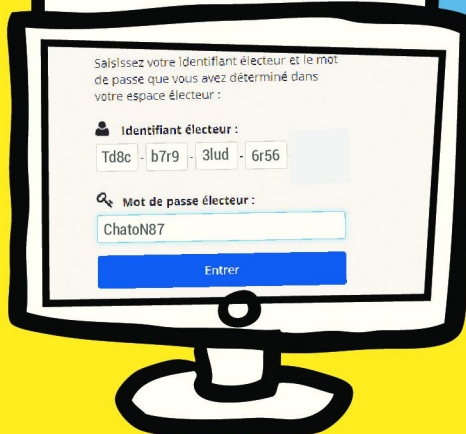 Saisissez votre identifiant électeur et le mot
de passe que vous avez déterminé dans
votre espace électeur :
Identifiant électeur :
Td8c - b7r9 - 3lud - 6r56
Mot de passe électeur :
ChatoN87
Entrer